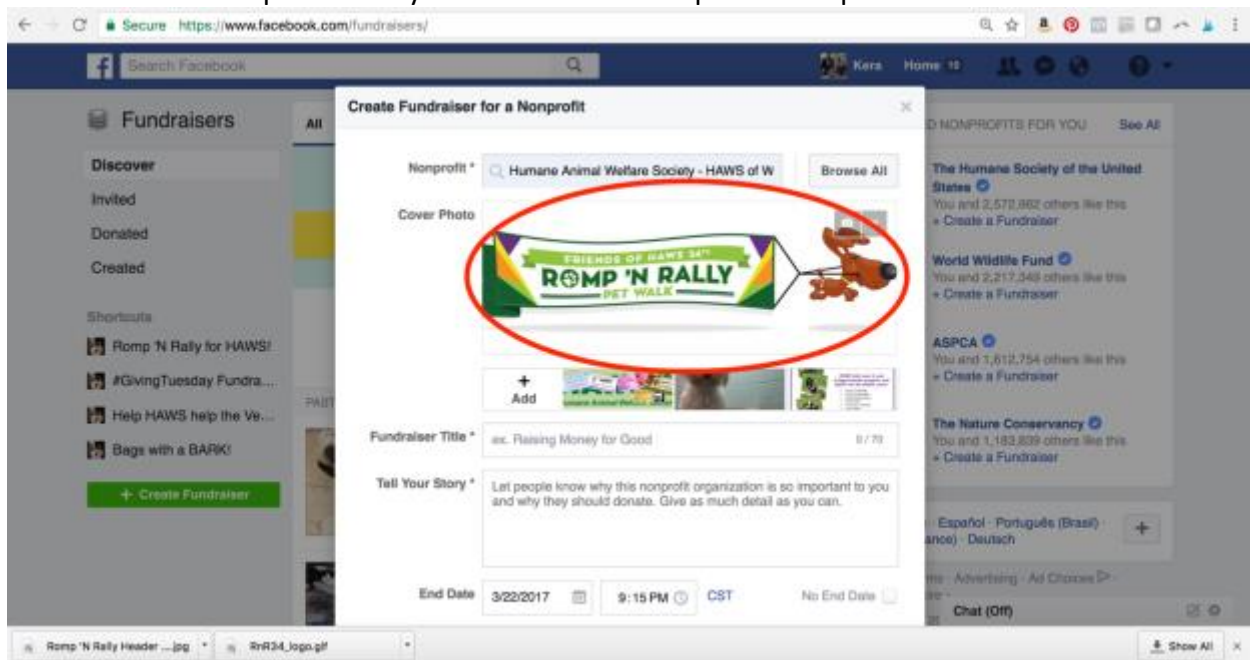 Secure https://www.facebook.com/fundraisers/
Search Facebook
Kera Home
Fundraisers
Discover
Invited
Donated
Created
Shortcuts
Romp 'N Rally for HAWS!
#GivingTuesday Fundra...
Help HAWS help the Ve...
Bags with a BARK!
+ Create Fundraiser
All
Create Fundraiser for a Nonprofit
Nonprofit *
Humane Animal Welfare Society - HAWS of W
Browse All
Cover Photo
FRIENDS OF HAWS 34TH
ROMP 'N RALLY
PET WALK
+
Add
Fundraiser Title *
ex. Raising Money for Good
0/70
Tell Your Story *
Let people know why this nonprofit organization is so important to you
and why they should donate. Give as much detail as you can.
End Date
3/22/2017
9:15 PM
CST
No End Date
D NONPROFITS FOR YOU See All
The Humane Society of the United
States
You and 2,572,862 others like this
+ Create a Fundraiser
World Wildlife Fund
You and 2,217,348 others like this
+ Create a Fundraiser
ASPCA
You and 1,612,754 others like this
+ Create a Fundraiser
The Nature Conservancy
You and 1,183,839 others like this
+ Create a Fundraiser
Español · Português (Brasil) ·
ance) · Deutsch
+
Advertising · Ad Choices
Chat (Off)
Romp 'N Rally Header ....jpg
RnR34_logo.gif
Show All